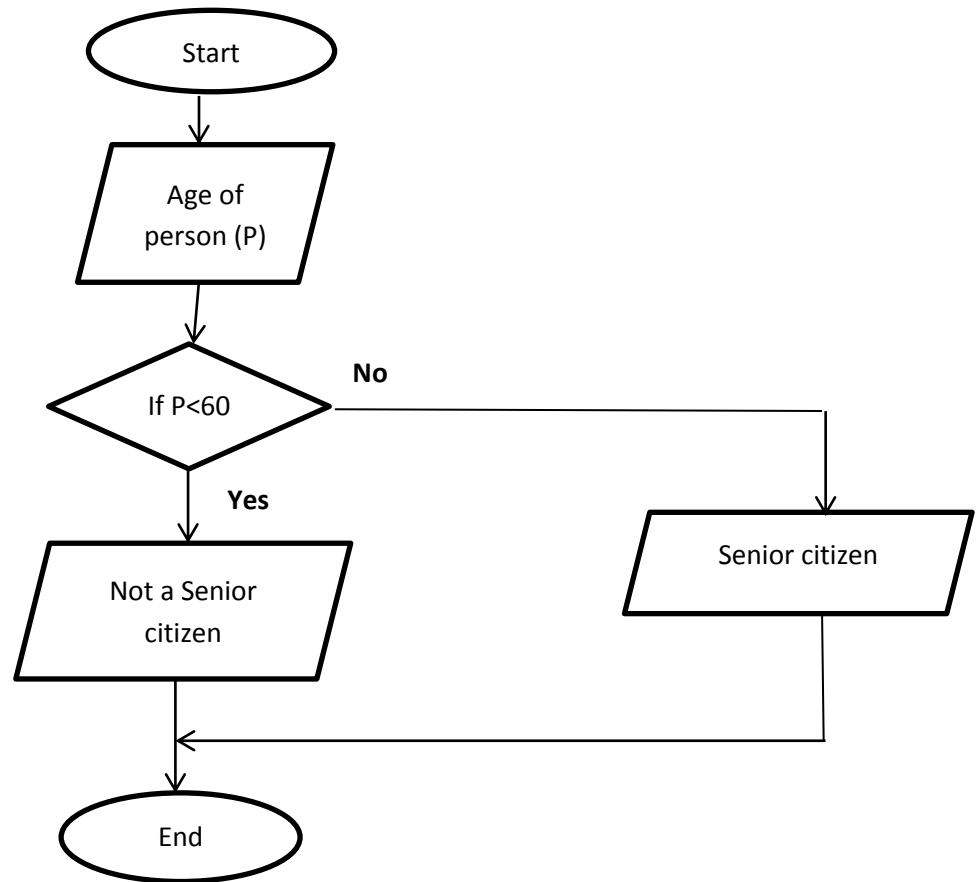 Start
Age of
person (P)
If P<60
No
Yes
Not a Senior
citizen
Senior citizen
End